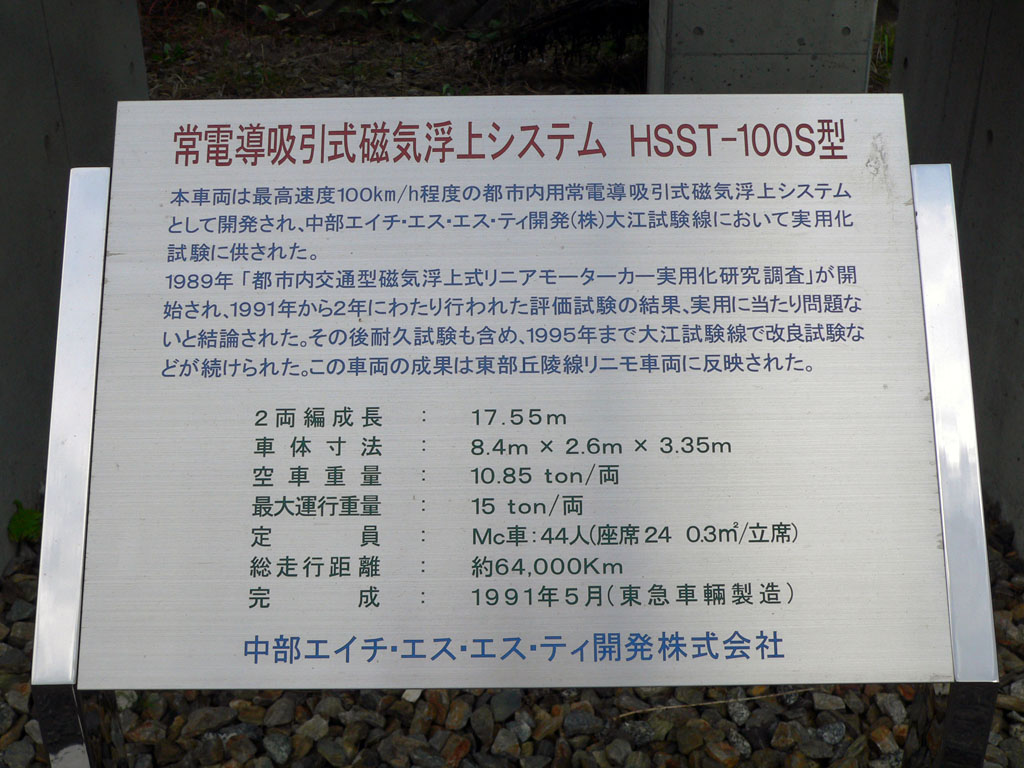 常電導吸引式磁気浮上システム HSST-100S型
本車両は最高速度100km/h程度の都市内用常電導吸引式磁気浮上システム
として開発され、中部エイチ・エス・エス・ティ開発(株)大江試験線において実用化
試験に供された。
1989年「都市内交通型磁気浮上式リニアモーターカー実用化研究調査」が開
始され、1991年から2年にわたり行われた評価試験の結果、実用に当たり問題な
いと結論された。その後耐久試験も含め、1995年まで大江試験線で改良試験な
どが続けられた。この車両の成果は東部丘陵線リニモ車両に反映された。
2両編成長 : 17.55m
車体寸法 : 8.4m × 2.6m × 3.35m
空車重量 : 10.85 ton/両
最大運行重量 : 15 ton/両
定員 : Mc車:44人(座席24 0.3㎡/立席)
総走行距離 : 約64,000Km
完成 : 1991年5月(東急車輛製造)
中部エイチ・エス・エス・ティ開発株式会社